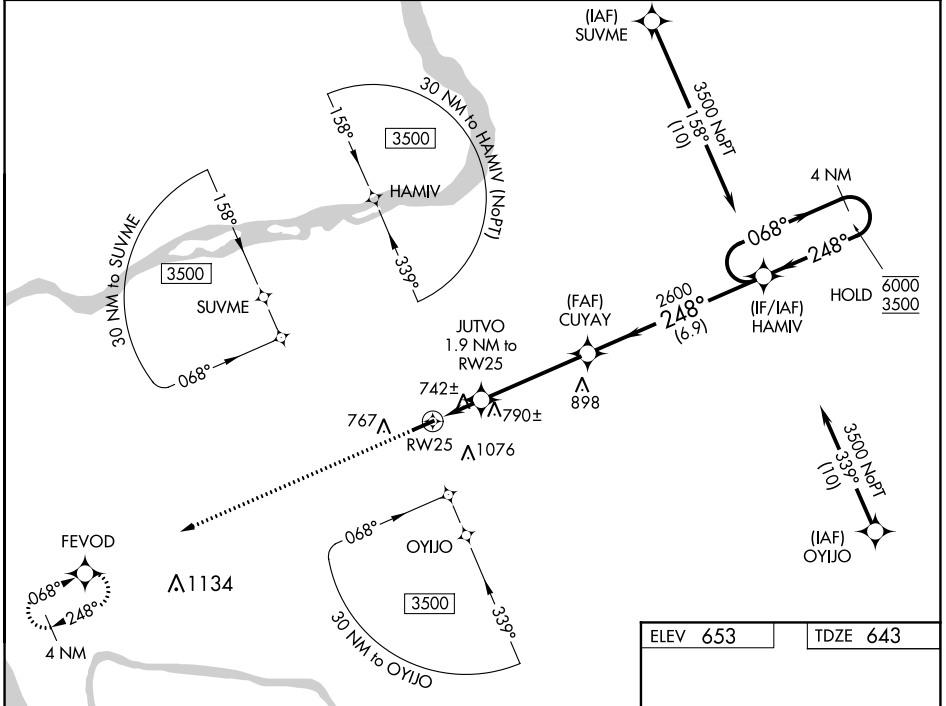 (IAF)
SUVME
3500 NoPT
158°
(10)
30 NM to HAMIV (NoPT)
158°
3500
HAMIV
339°
30 NM to SUVME
158°
3500
SUVME
068°
4 NM
068°
248°
HOLD
6000
3500
(IF/IAF)
HAMIV
2600
248°
(6.9)
(FAF)
CUYAY
JUTVO
1.9 NM to
RW25
742±
790±
898
767
RW25
1076
3500 NoPT
339°
(10)
(IAF)
OYIJO
068°
OYIJO
3500
339°
30 NM to OYIJO
FEVOD
068°
248°
4 NM
1134
ELEV 653
TDZE 643